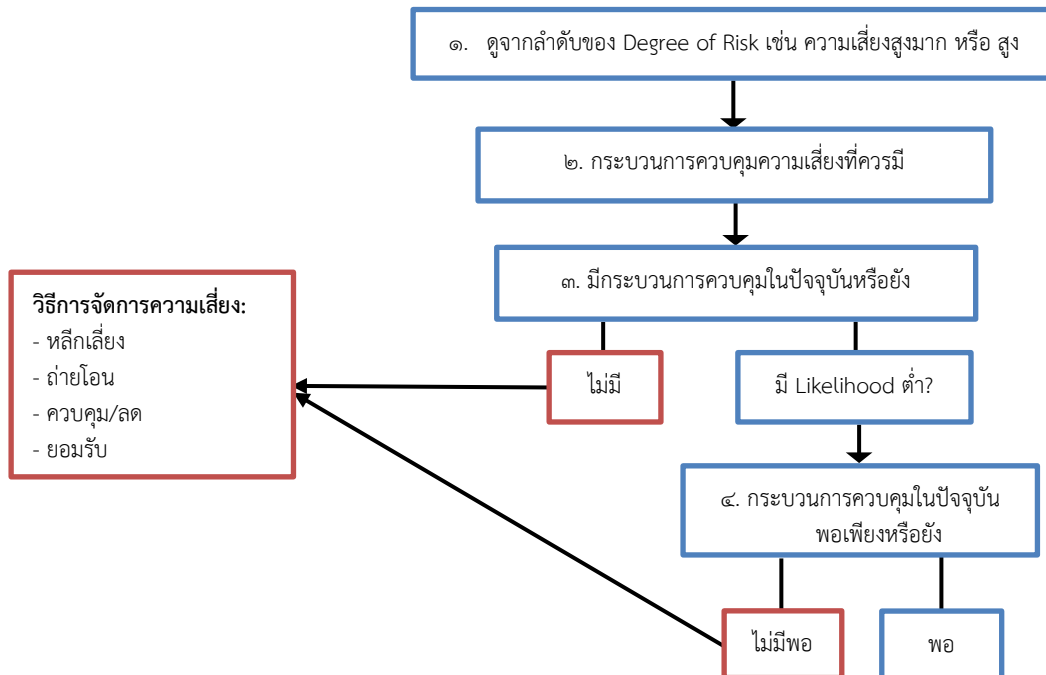 ๑. ดูจากลำดับของ Degree of Risk เช่น ความเสี่ยงสูงมาก หรือ สูง
๒. กระบวนการควบคุมความเสี่ยงที่ควรมี
๓. มีกระบวนการควบคุมในปัจจุบันหรือยัง
วิธีการจัดการความเสี่ยง:
- หลีกเลี่ยง
- ถ่ายโอน
- ควบคุม/ลด
- ยอมรับ
ไม่มี
มี Likelihood ต่ำ?
๔. กระบวนการควบคุมในปัจจุบัน
พอเพียงหรือยัง
ไม่มีพอ
พอ